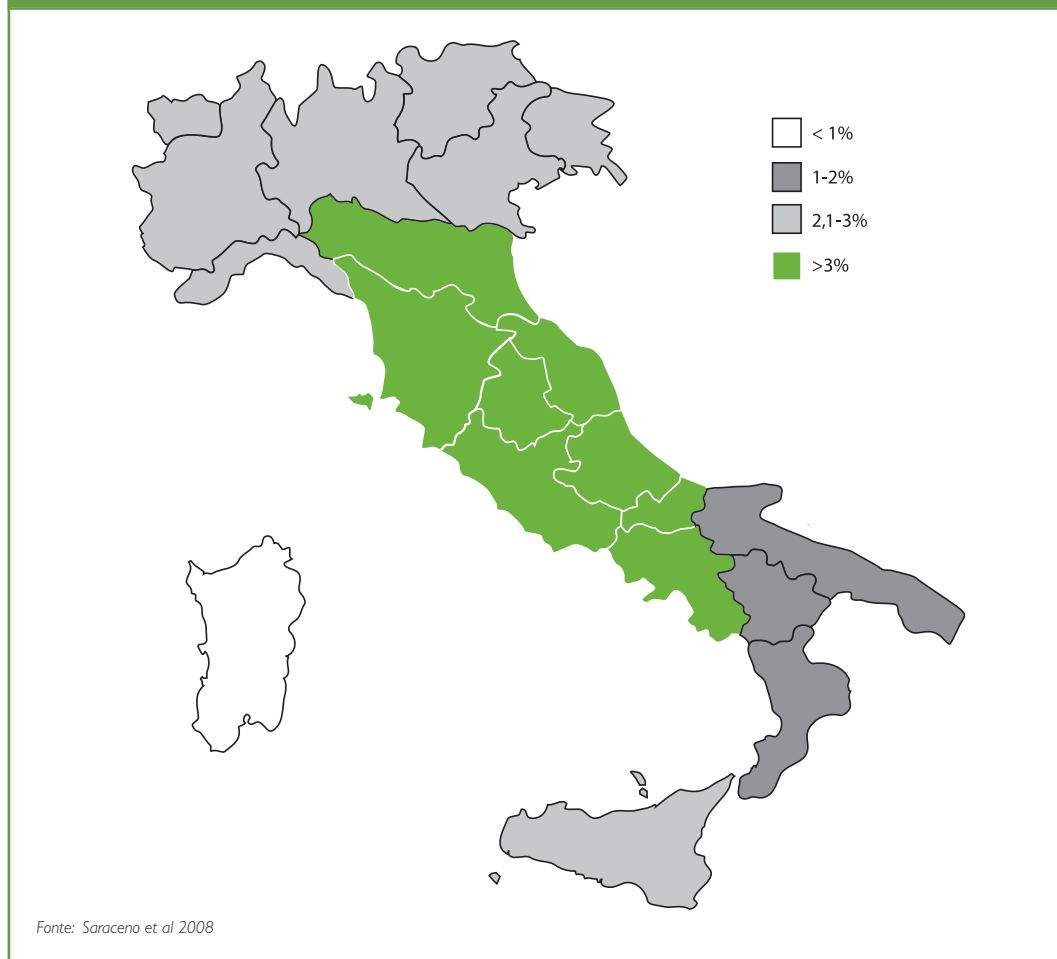 < 1%
1-2%
2,1-3%
>3%
Fonte: Saraceno et al 2008